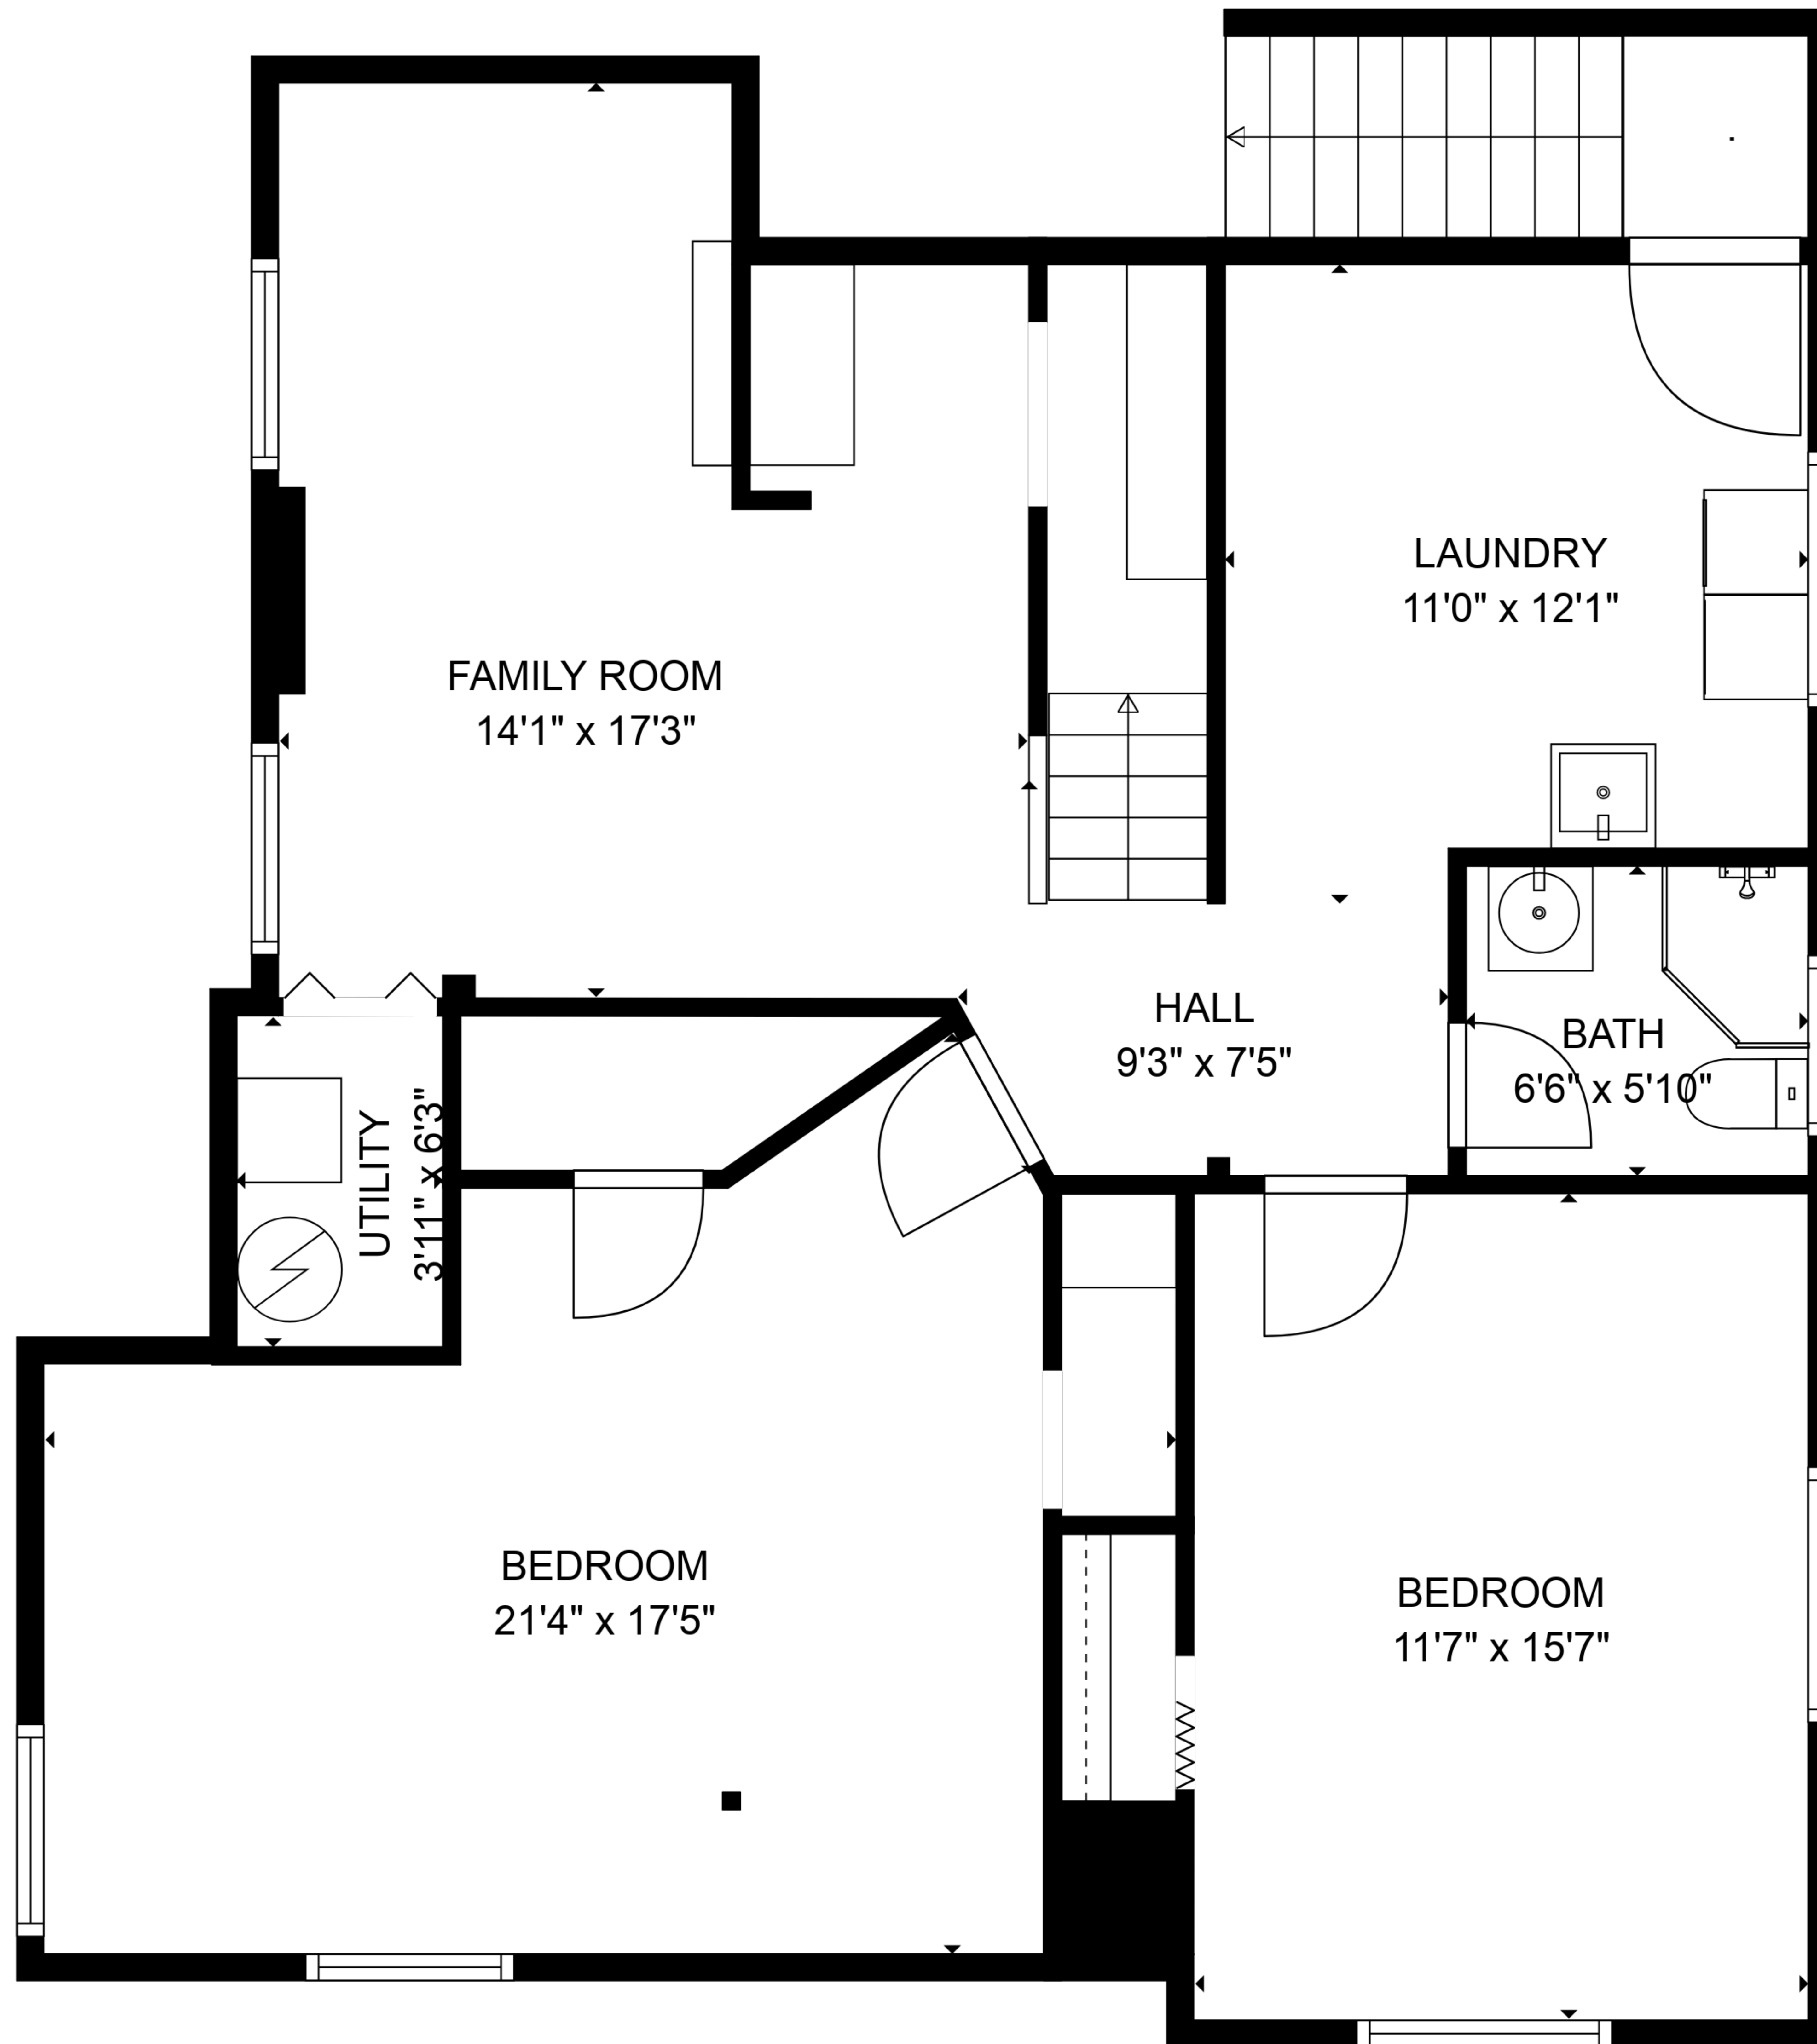 LAUNDRY
11'0" x 12'1"
FAMILY ROOM
14'1" x 17'3"
HALL
9'3" x 7'5"
BATH
6'6" x 5'10"
UTILITY
3'11" x 6'3"
BEDROOM
21'4" x 17'5"
BEDROOM
11'7" x 15'7"